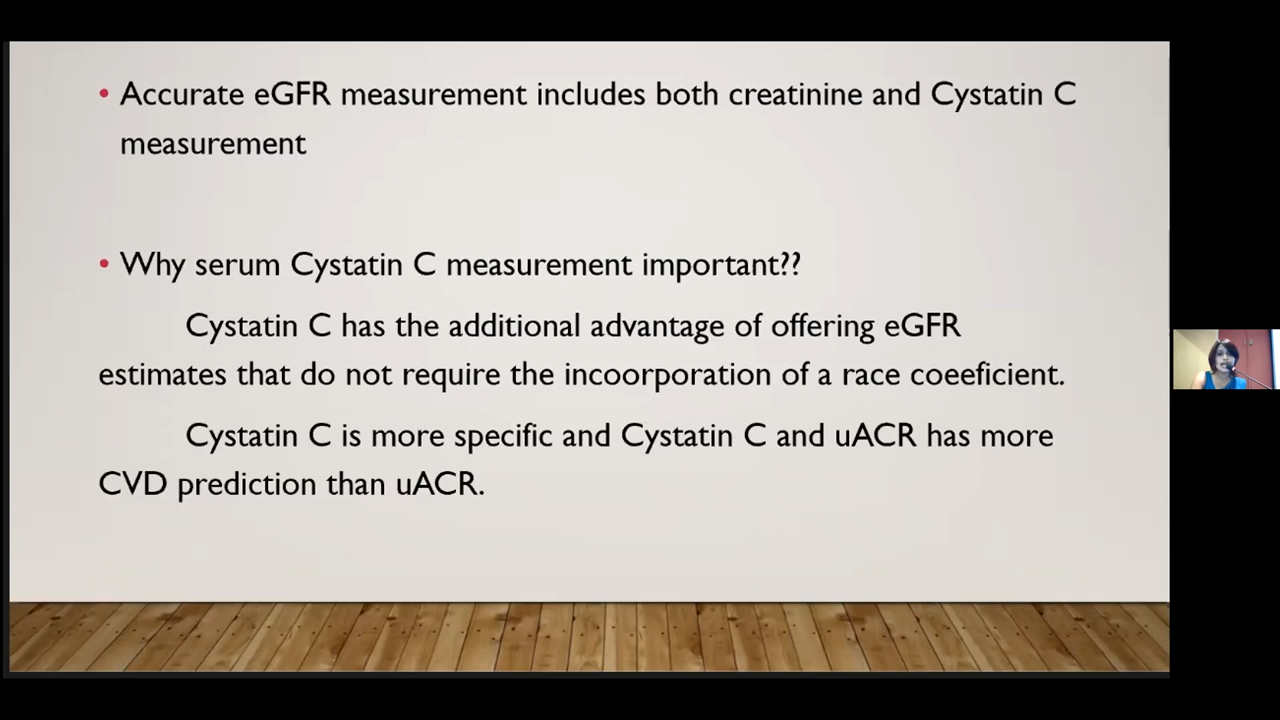 • Accurate eGFR measurement includes both creatinine and Cystatin C
measurement
• Why serum Cystatin C measurement important??
Cystatin C has the additional advantage of offering eGFR
estimates that do not require the incoorporation of a race coeeficient.
Cystatin C is more specific and Cystatin C and uACR has more
CVD prediction than uACR.